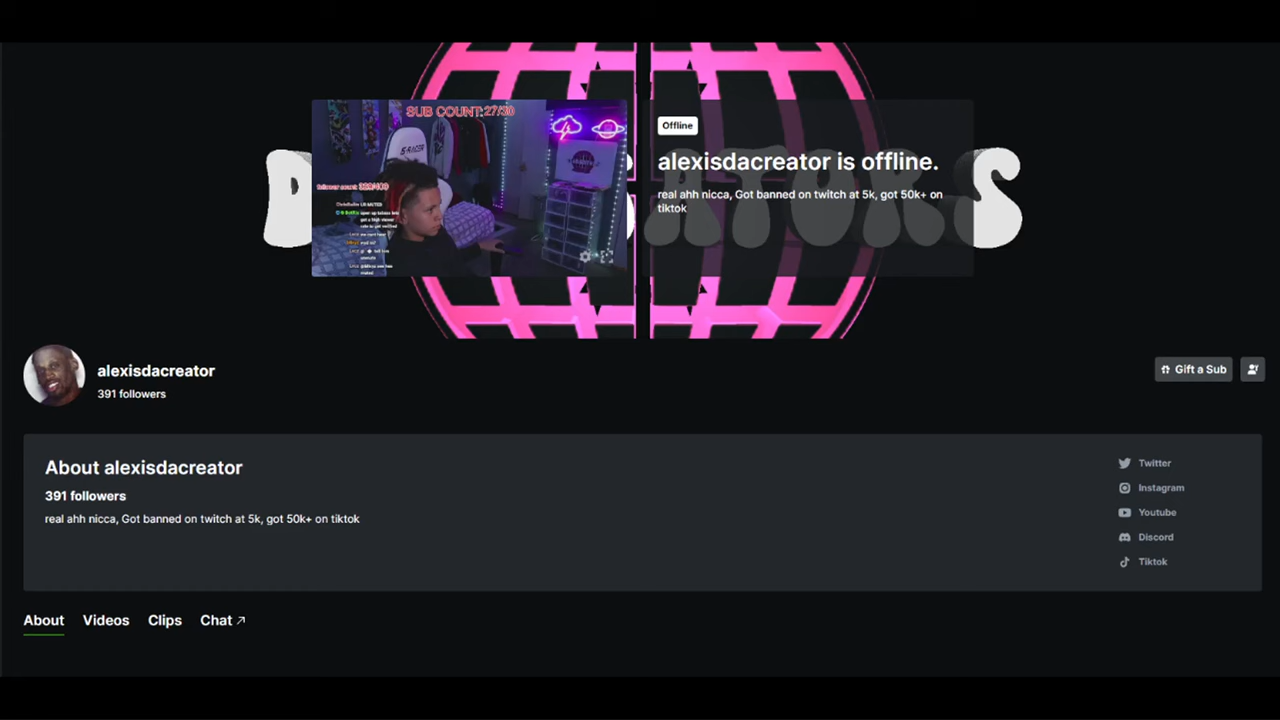 SUB COUNT:27/30
Offline
alexisdacreator is offline.
real ahh nicca, Got banned on twitch at 5k, got 50k+ on
tiktok
alexisdacreator
391 followers
Gift a Sub
About alexisdacreator
391 followers
real ahh nicca, Got banned on twitch at 5k, got 50k+ on tiktok
Twitter
Instagram
Youtube
Discord
Tiktok
About Videos Clips Chat